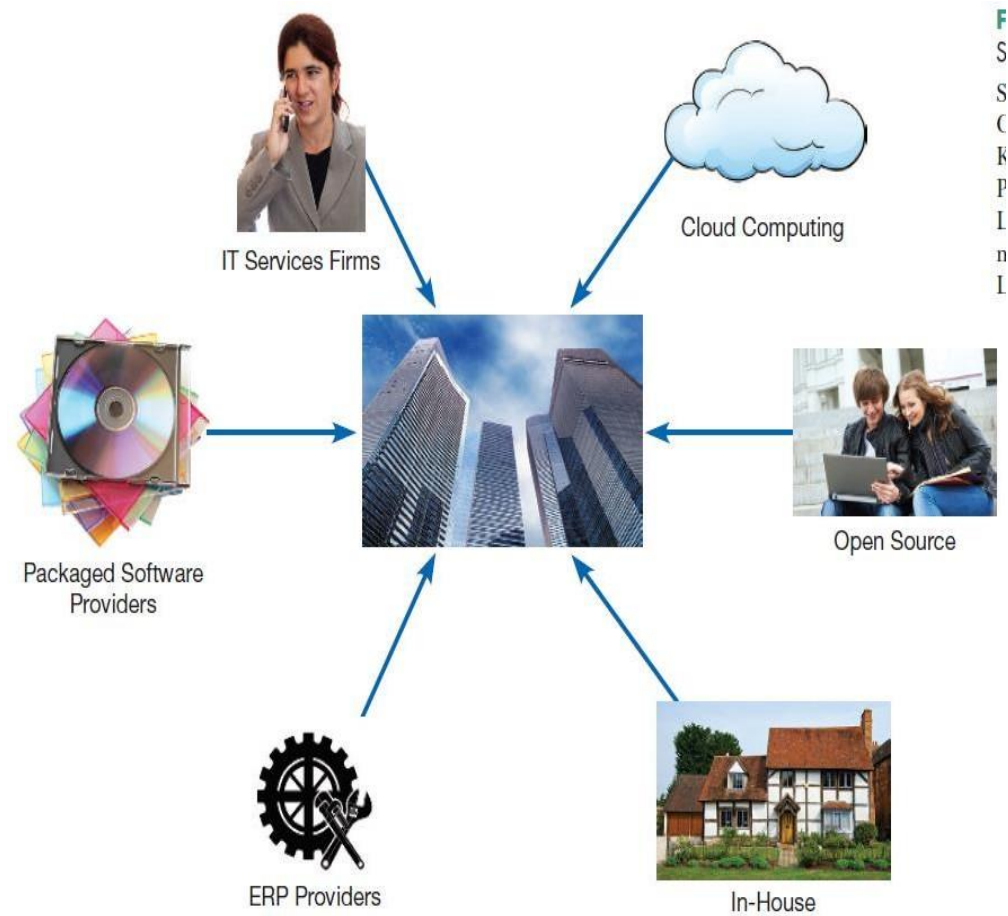 IT Services Firms
Cloud Computing
Packaged Software
Providers
Open Source
ERP Providers
In-House